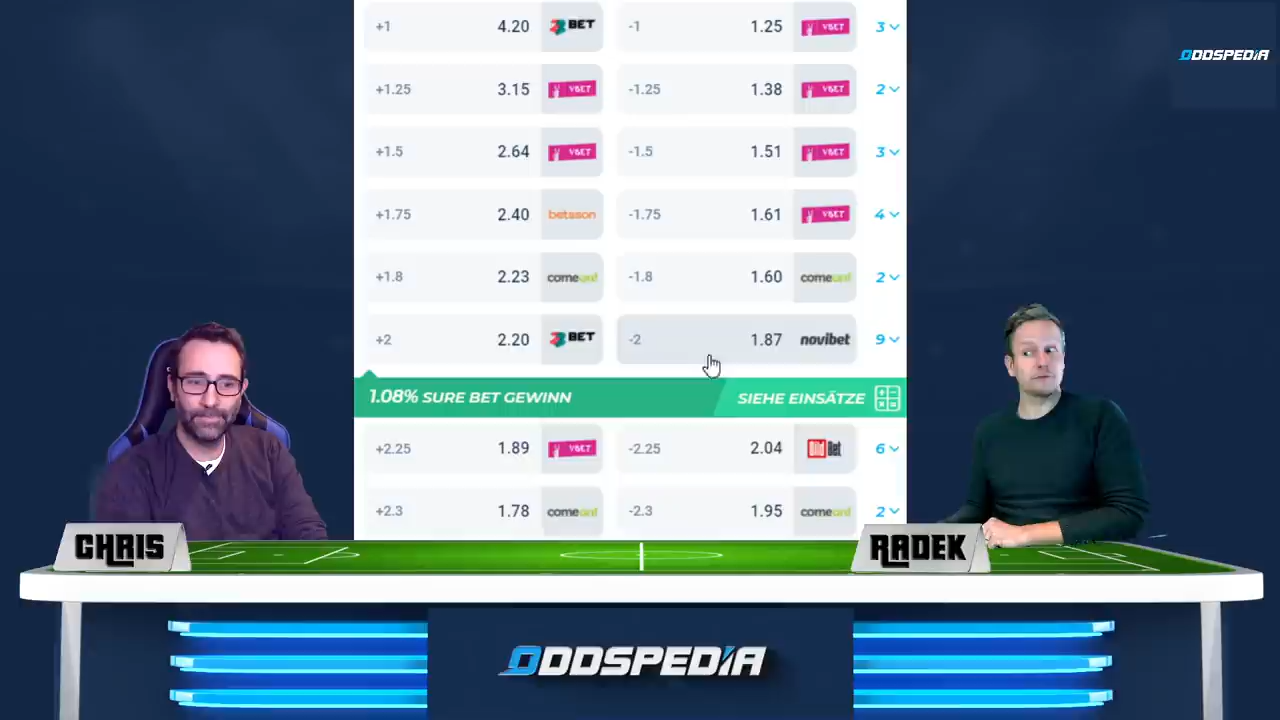 +1 4.20 22BET -1 1.25 VBET 3
ODDSPEDIA
+1.25 3.15 VBET -1.25 1.38 VBET 2
+1.5 2.64 VBET -1.5 1.51 VBET 3
+1.75 2.40 betsson -1.75 1.61 VBET 4
+1.8 2.23 comeon! -1.8 1.60 comeon! 2
+2 2.20 22BET -2 1.87 novibet 9
1.08% SURE BET GEWINN SIEHE EINSÄTZE
+2.25 1.89 VBET -2.25 2.04 BildBet 6
+2.3 1.78 comeon! -2.3 1.95 comeon! 2
CHRIS
RADEK
ODDSPEDIA